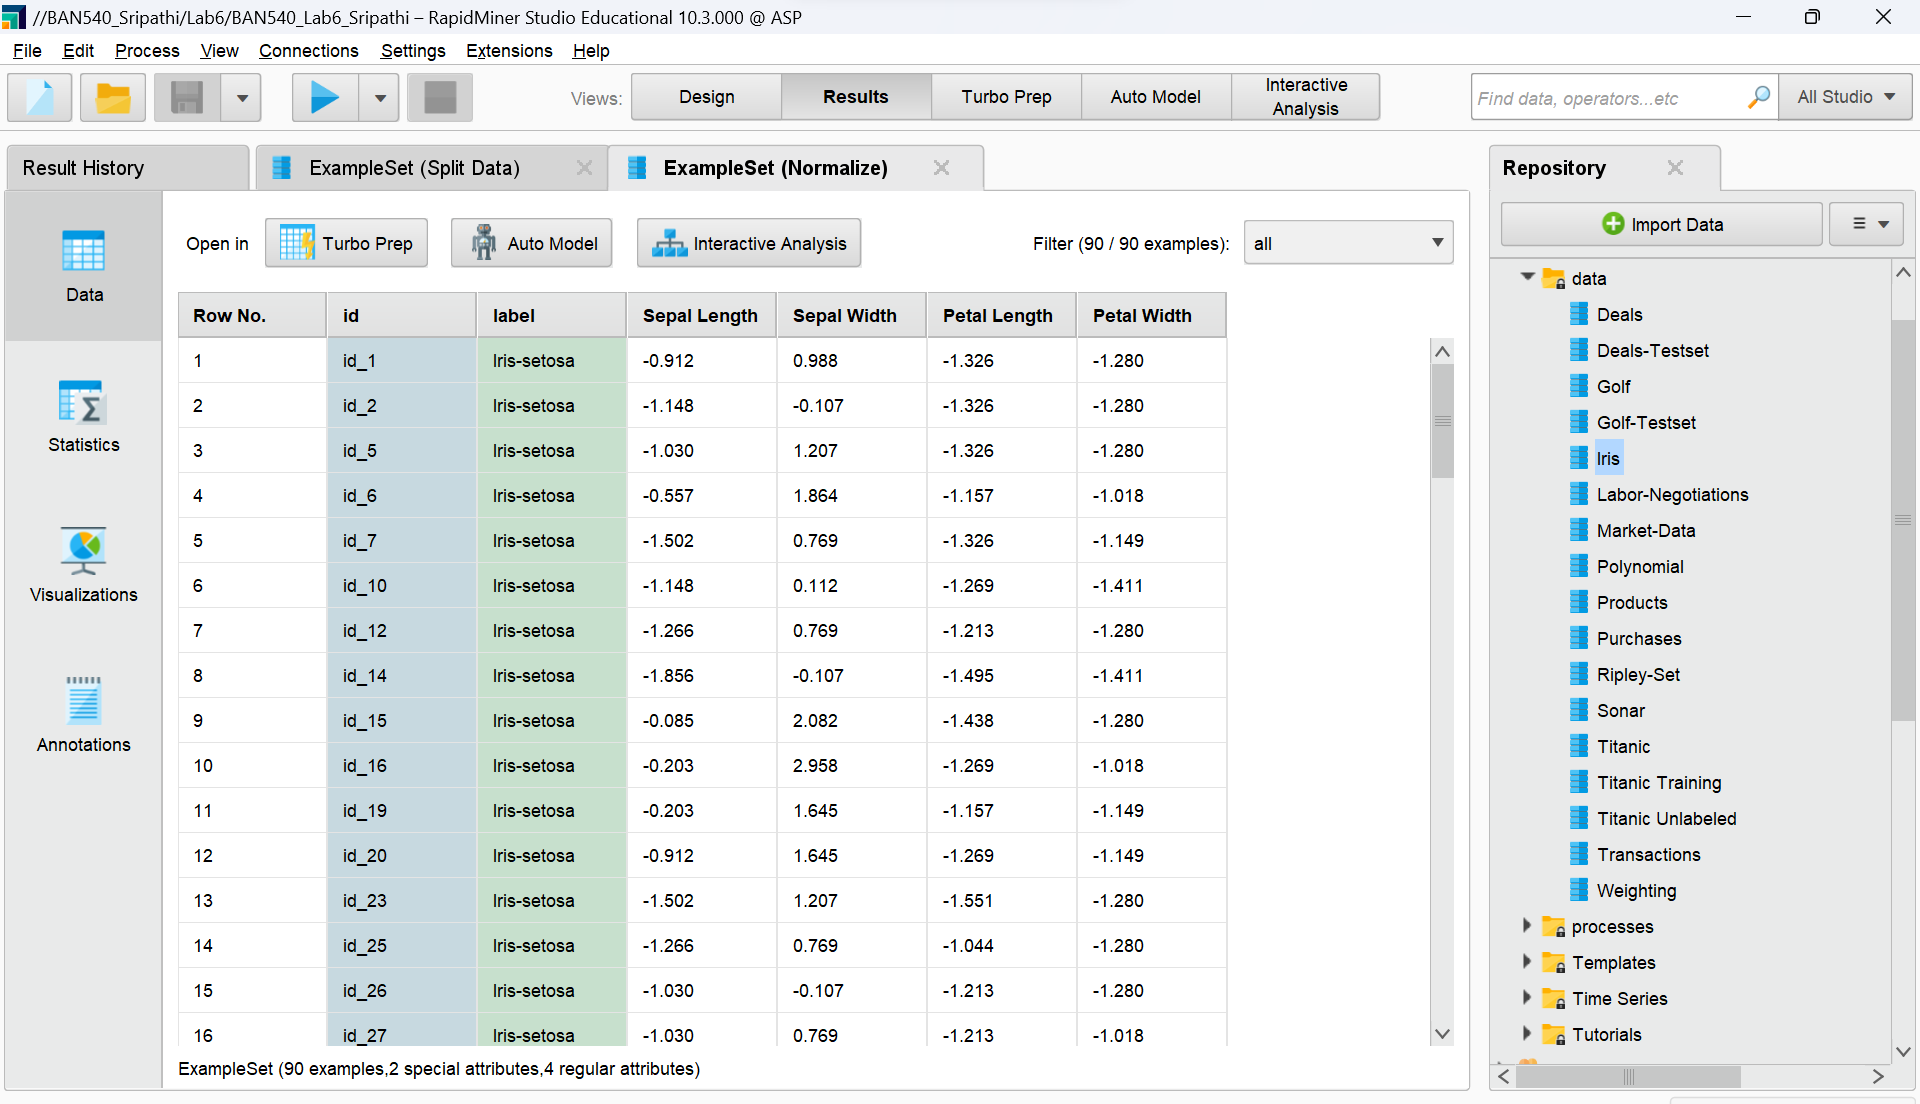 //BAN540_Sripathi/Lab6/BAN540_Lab6_Sripathi – RapidMiner Studio Educational 10.3.000 @ ASP
File Edit Process View Connections Settings Extensions Help
Views: Design Results Turbo Prep Auto Model Interactive Analysis
Find data, operators...etc All Studio
Result History ExampleSet (Split Data) ExampleSet (Normalize)
Data
Statistics
Visualizations
Annotations
Open in Turbo Prep Auto Model Interactive Analysis Filter (90 / 90 examples): all
Row No. id label Sepal Length Sepal Width Petal Length Petal Width
1 id_1 Iris-setosa -0.912 0.988 -1.326 -1.280
2 id_2 Iris-setosa -1.148 -0.107 -1.326 -1.280
3 id_5 Iris-setosa -1.030 1.207 -1.326 -1.280
4 id_6 Iris-setosa -0.557 1.864 -1.157 -1.018
5 id_7 Iris-setosa -1.502 0.769 -1.326 -1.149
6 id_10 Iris-setosa -1.148 0.112 -1.269 -1.411
7 id_12 Iris-setosa -1.266 0.769 -1.213 -1.280
8 id_14 Iris-setosa -1.856 -0.107 -1.495 -1.411
9 id_15 Iris-setosa -0.085 2.082 -1.438 -1.280
10 id_16 Iris-setosa -0.203 2.958 -1.269 -1.018
11 id_19 Iris-setosa -0.203 1.645 -1.157 -1.149
12 id_20 Iris-setosa -0.912 1.645 -1.269 -1.149
13 id_23 Iris-setosa -1.502 1.207 -1.551 -1.280
14 id_25 Iris-setosa -1.266 0.769 -1.044 -1.280
15 id_26 Iris-setosa -1.030 -0.107 -1.213 -1.280
16 id_27 Iris-setosa -1.030 0.769 -1.213 -1.018
ExampleSet (90 examples,2 special attributes,4 regular attributes)
Repository
Import Data
data
Deals
Deals-Testset
Golf
Golf-Testset
Iris
Labor-Negotiations
Market-Data
Polynomial
Products
Purchases
Ripley-Set
Sonar
Titanic
Titanic Training
Titanic Unlabeled
Transactions
Weighting
processes
Templates
Time Series
Tutorials